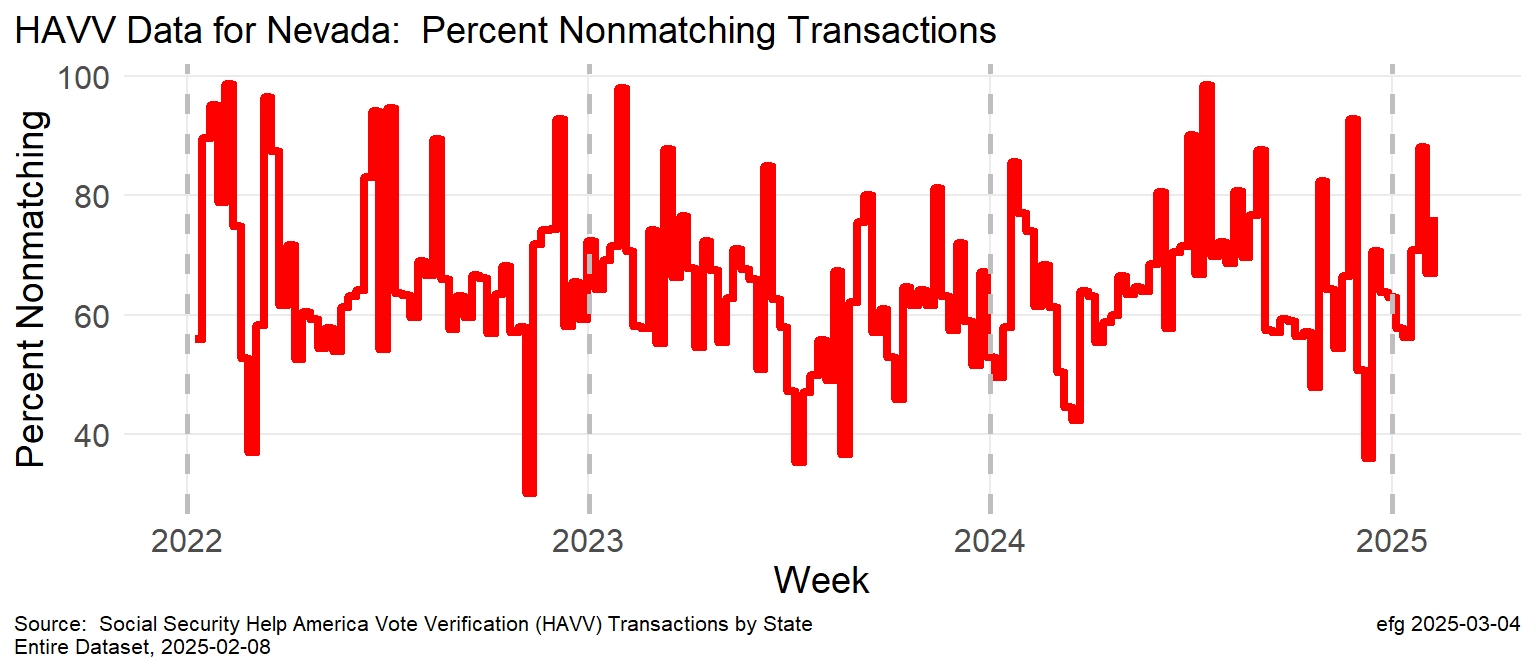 HAVV Data for Nevada:  Percent Nonmatching Transactions
Percent Nonmatching
100
80
60
40
2022 2023 2024 2025
Week
Source:  Social Security Help America Vote Verification (HAVV) Transactions by State
Entire Dataset, 2025-02-08
efg 2025-03-04